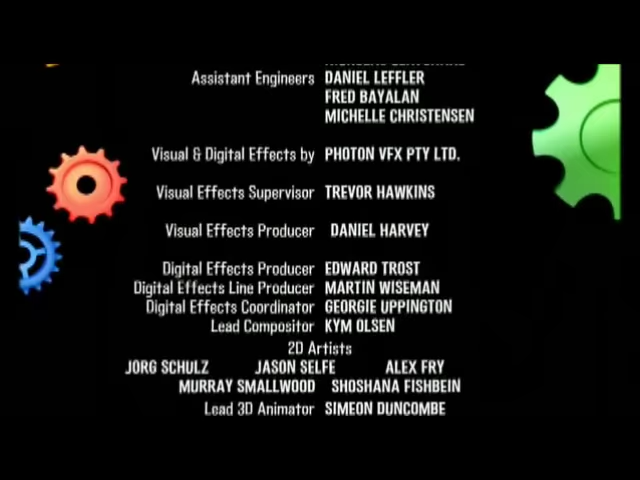 Assistant Engineers DANIEL LEFFLER
FRED BAYALAN
MICHELLE CHRISTENSEN
Visual & Digital Effects by PHOTON VFX PTY LTD.
Visual Effects Supervisor TREVOR HAWKINS
Visual Effects Producer DANIEL HARVEY
Digital Effects Producer EDWARD TROST
Digital Effects Line Producer MARTIN WISEMAN
Digital Effects Coordinator GEORGIE UPPINGTON
Lead Compositor KYM OLSEN
2D Artists
JORG SCHULZ JASON SELFE ALEX FRY
MURRAY SMALLWOOD SHOSHANA FISHBEIN
Lead 3D Animator SIMEON DUNCOMBE